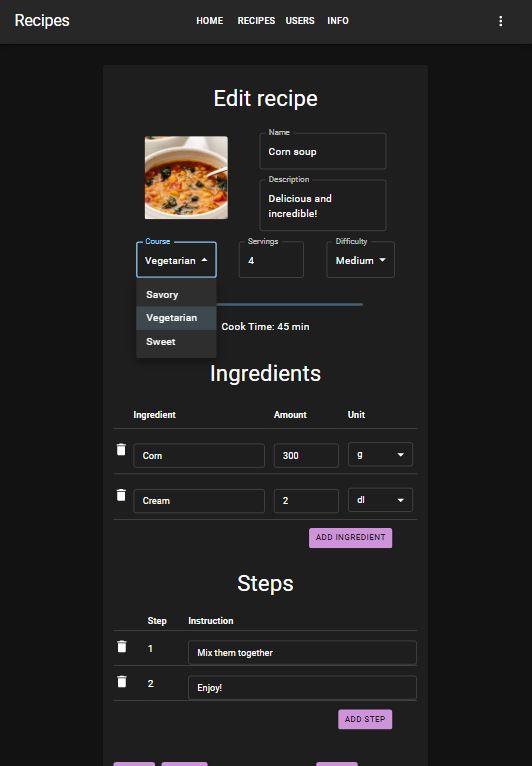 Recipes HOME RECIPES USERS INFO
Edit recipe
Name
Corn soup
Description
Delicious and
incredible!
Course Servings Difficulty
Vegetarian 4 Medium
Savory
Vegetarian
Sweet
Cook Time: 45 min
Ingredients
Ingredient Amount Unit
Corn 300 g
Cream 2 dl
ADD INGREDIENT
Steps
Step Instruction
1 Mix them together
2 Enjoy!
ADD STEP